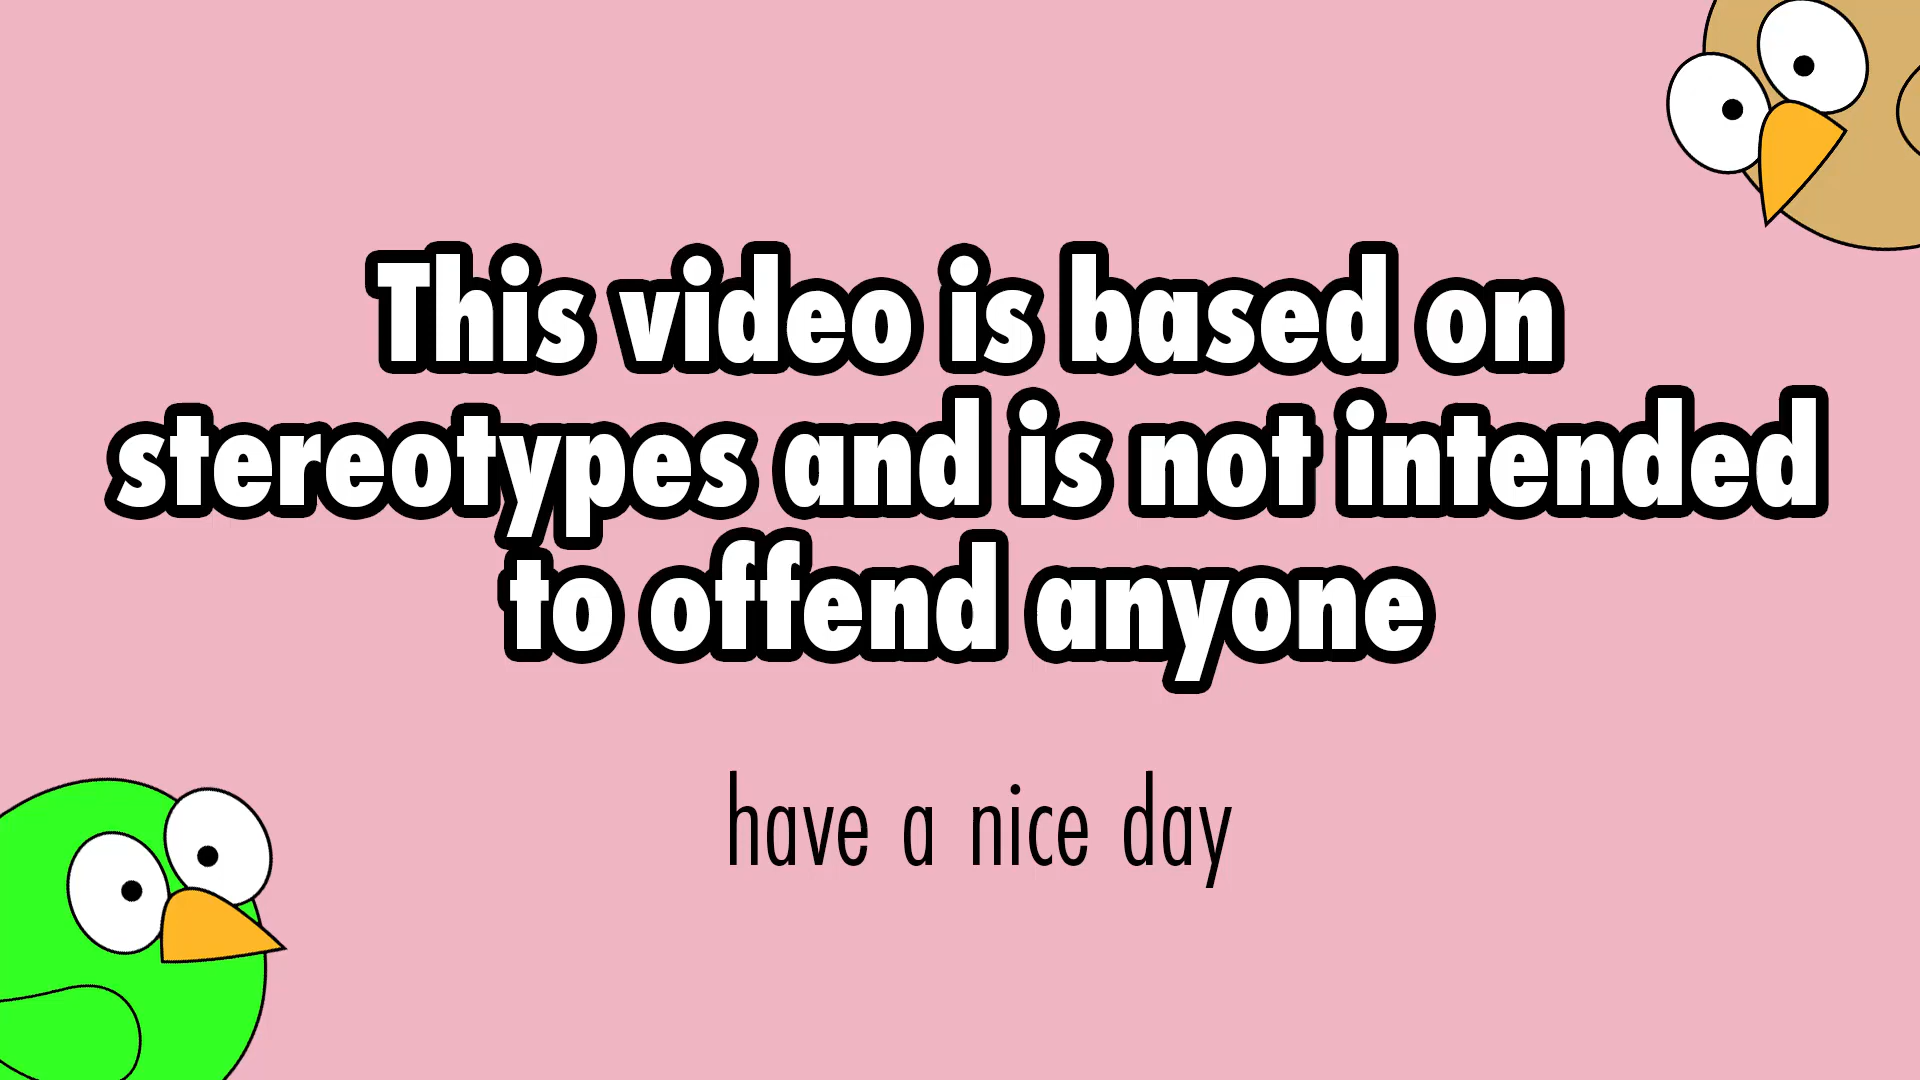 This video is based on
stereotypes and is not intended
to offend anyone
have a nice day